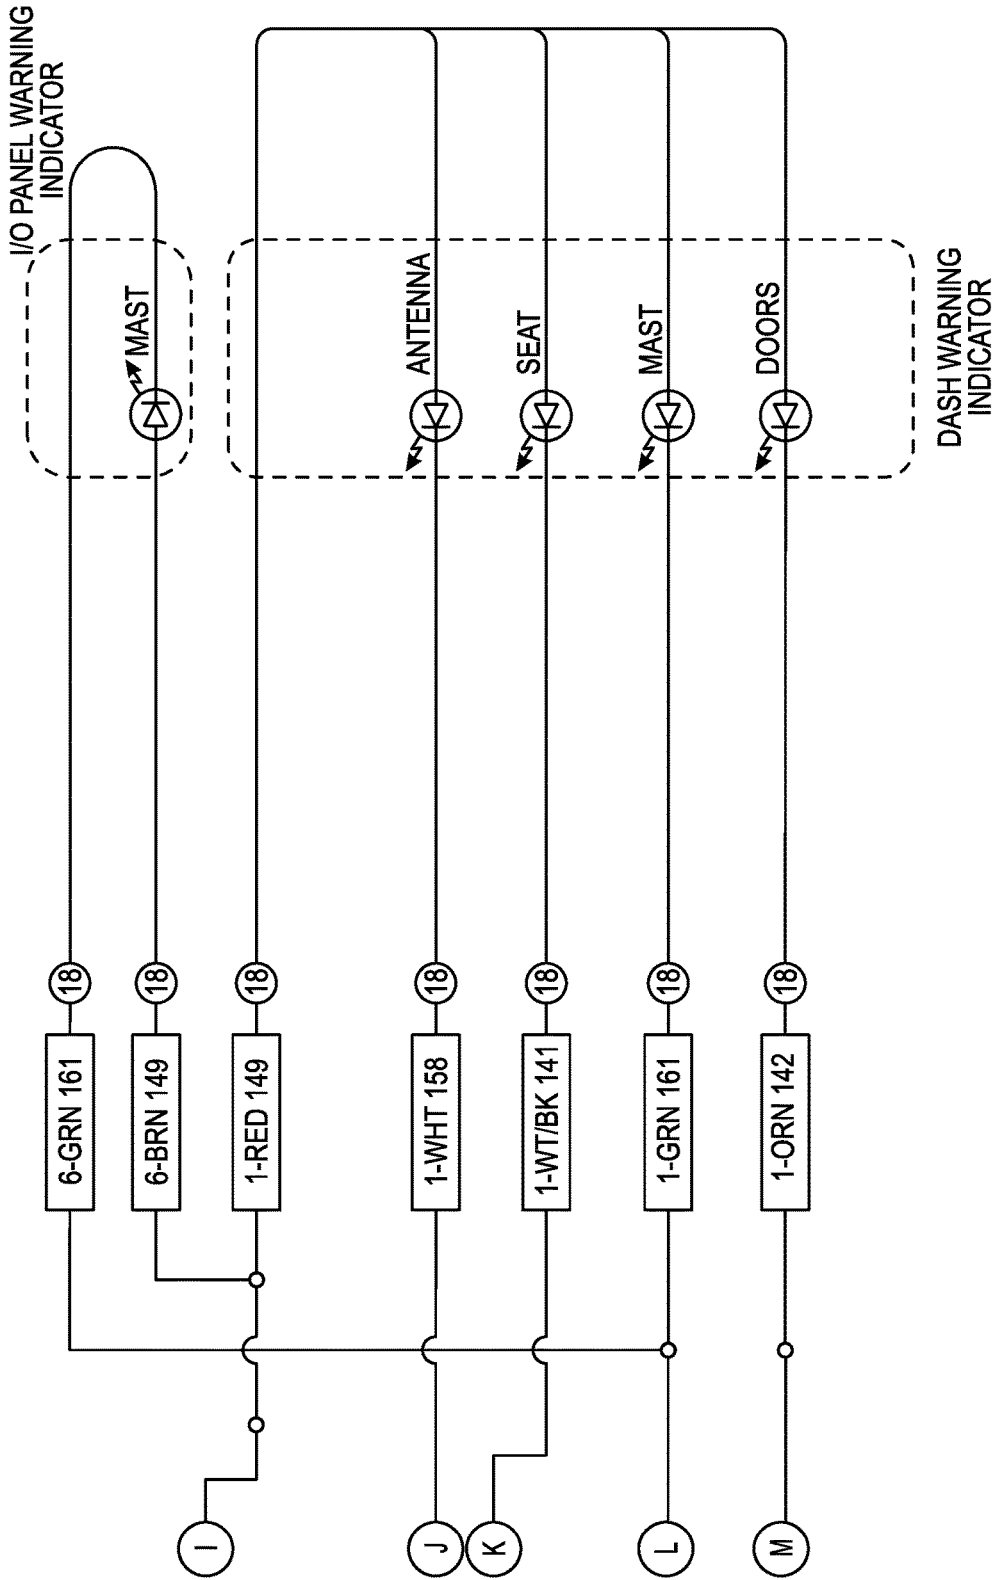 I/O PANEL WARNING
INDICATOR
MAST
ANTENNA
SEAT
MAST
DOORS
DASH WARNING
INDICATOR
18
18
18
18
18
18
18
6-GRN 161
6-BRN 149
1-RED 149
1-WHT 158
1-WT/BK 141
1-GRN 161
1-ORN 142
I
J
K
L
M